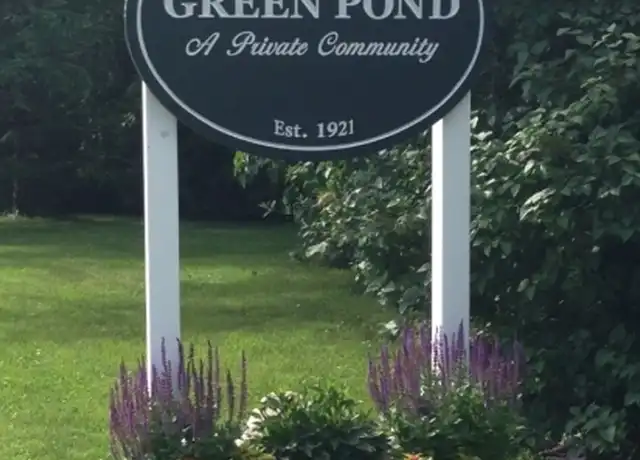 GREEN POND
A Private Community
Est. 1921